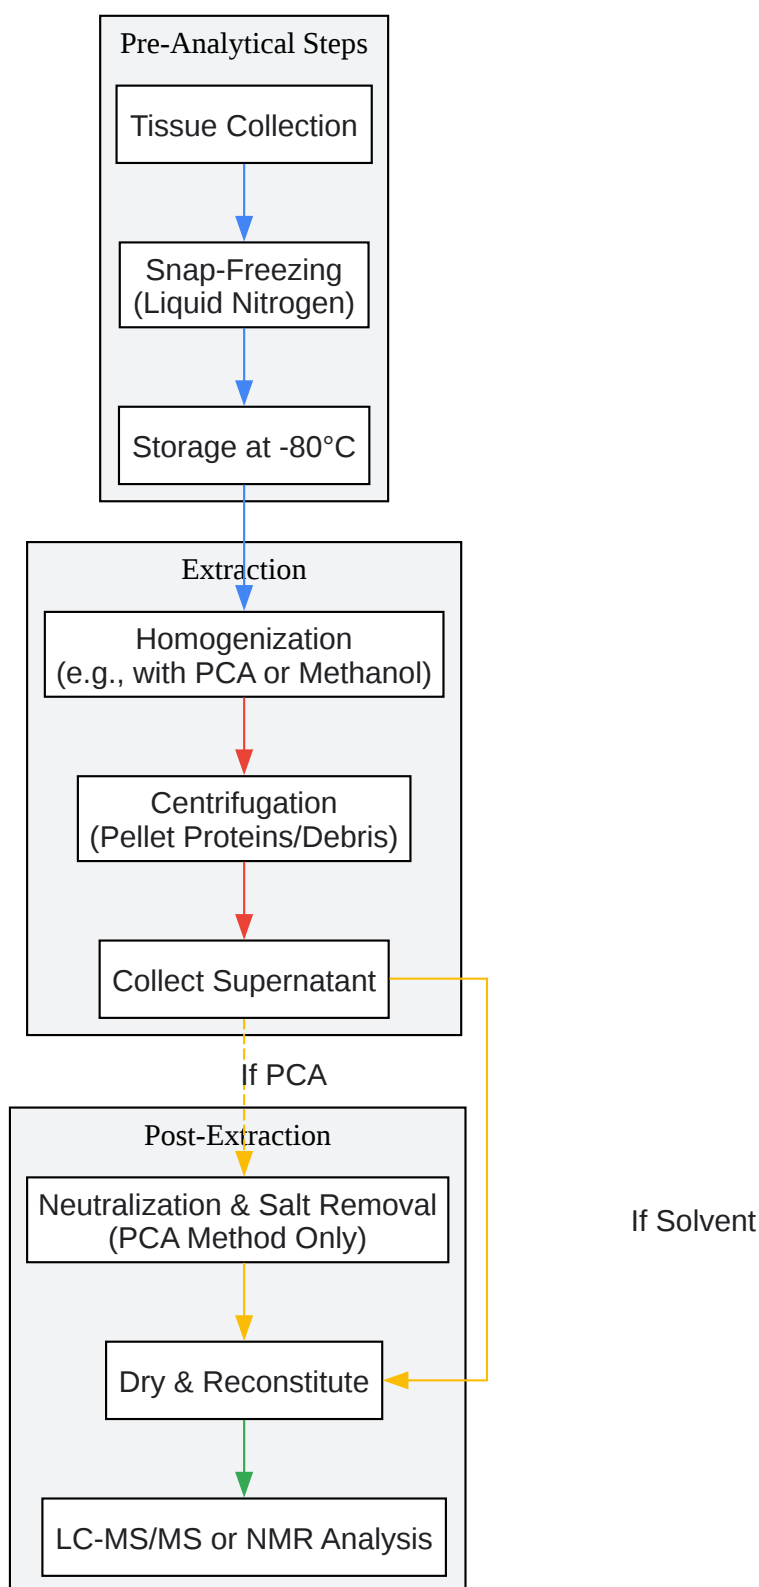 Pre-Analytical Steps
Tissue Collection
Snap-Freezing
(Liquid Nitrogen)
Storage at -80°C
Extraction
Homogenization
(e.g., with PCA or Methanol)
Centrifugation
(Pellet Proteins/Debris)
Collect Supernatant
If PCA
Post-Extraction
Neutralization & Salt Removal
(PCA Method Only)
If Solvent
Dry & Reconstitute
LC-MS/MS or NMR Analysis